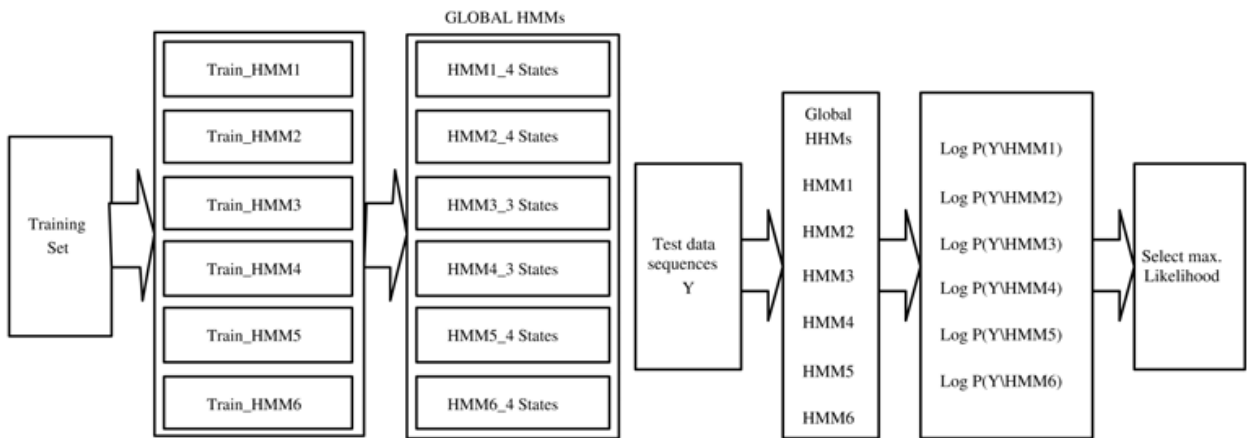 Training
Set
Train_HMM1
Train_HMM2
Train_HMM3
Train_HMM4
Train_HMM5
Train_HMM6
GLOBAL HMMs
HMM1_4 States
HMM2_4 States
HMM3_3 States
HMM4_3 States
HMM5_4 States
HMM6_4 States
Test data
sequences
Y
Global
HHMs
HMM1
HMM2
HMM3
HMM4
HMM5
HMM6
Log P(Y\HMM1)
Log P(Y\HMM2)
Log P(Y\HMM3)
Log P(Y\HMM4)
Log P(Y\HMM5)
Log P(Y\HMM6)
Select max.
Likelihood